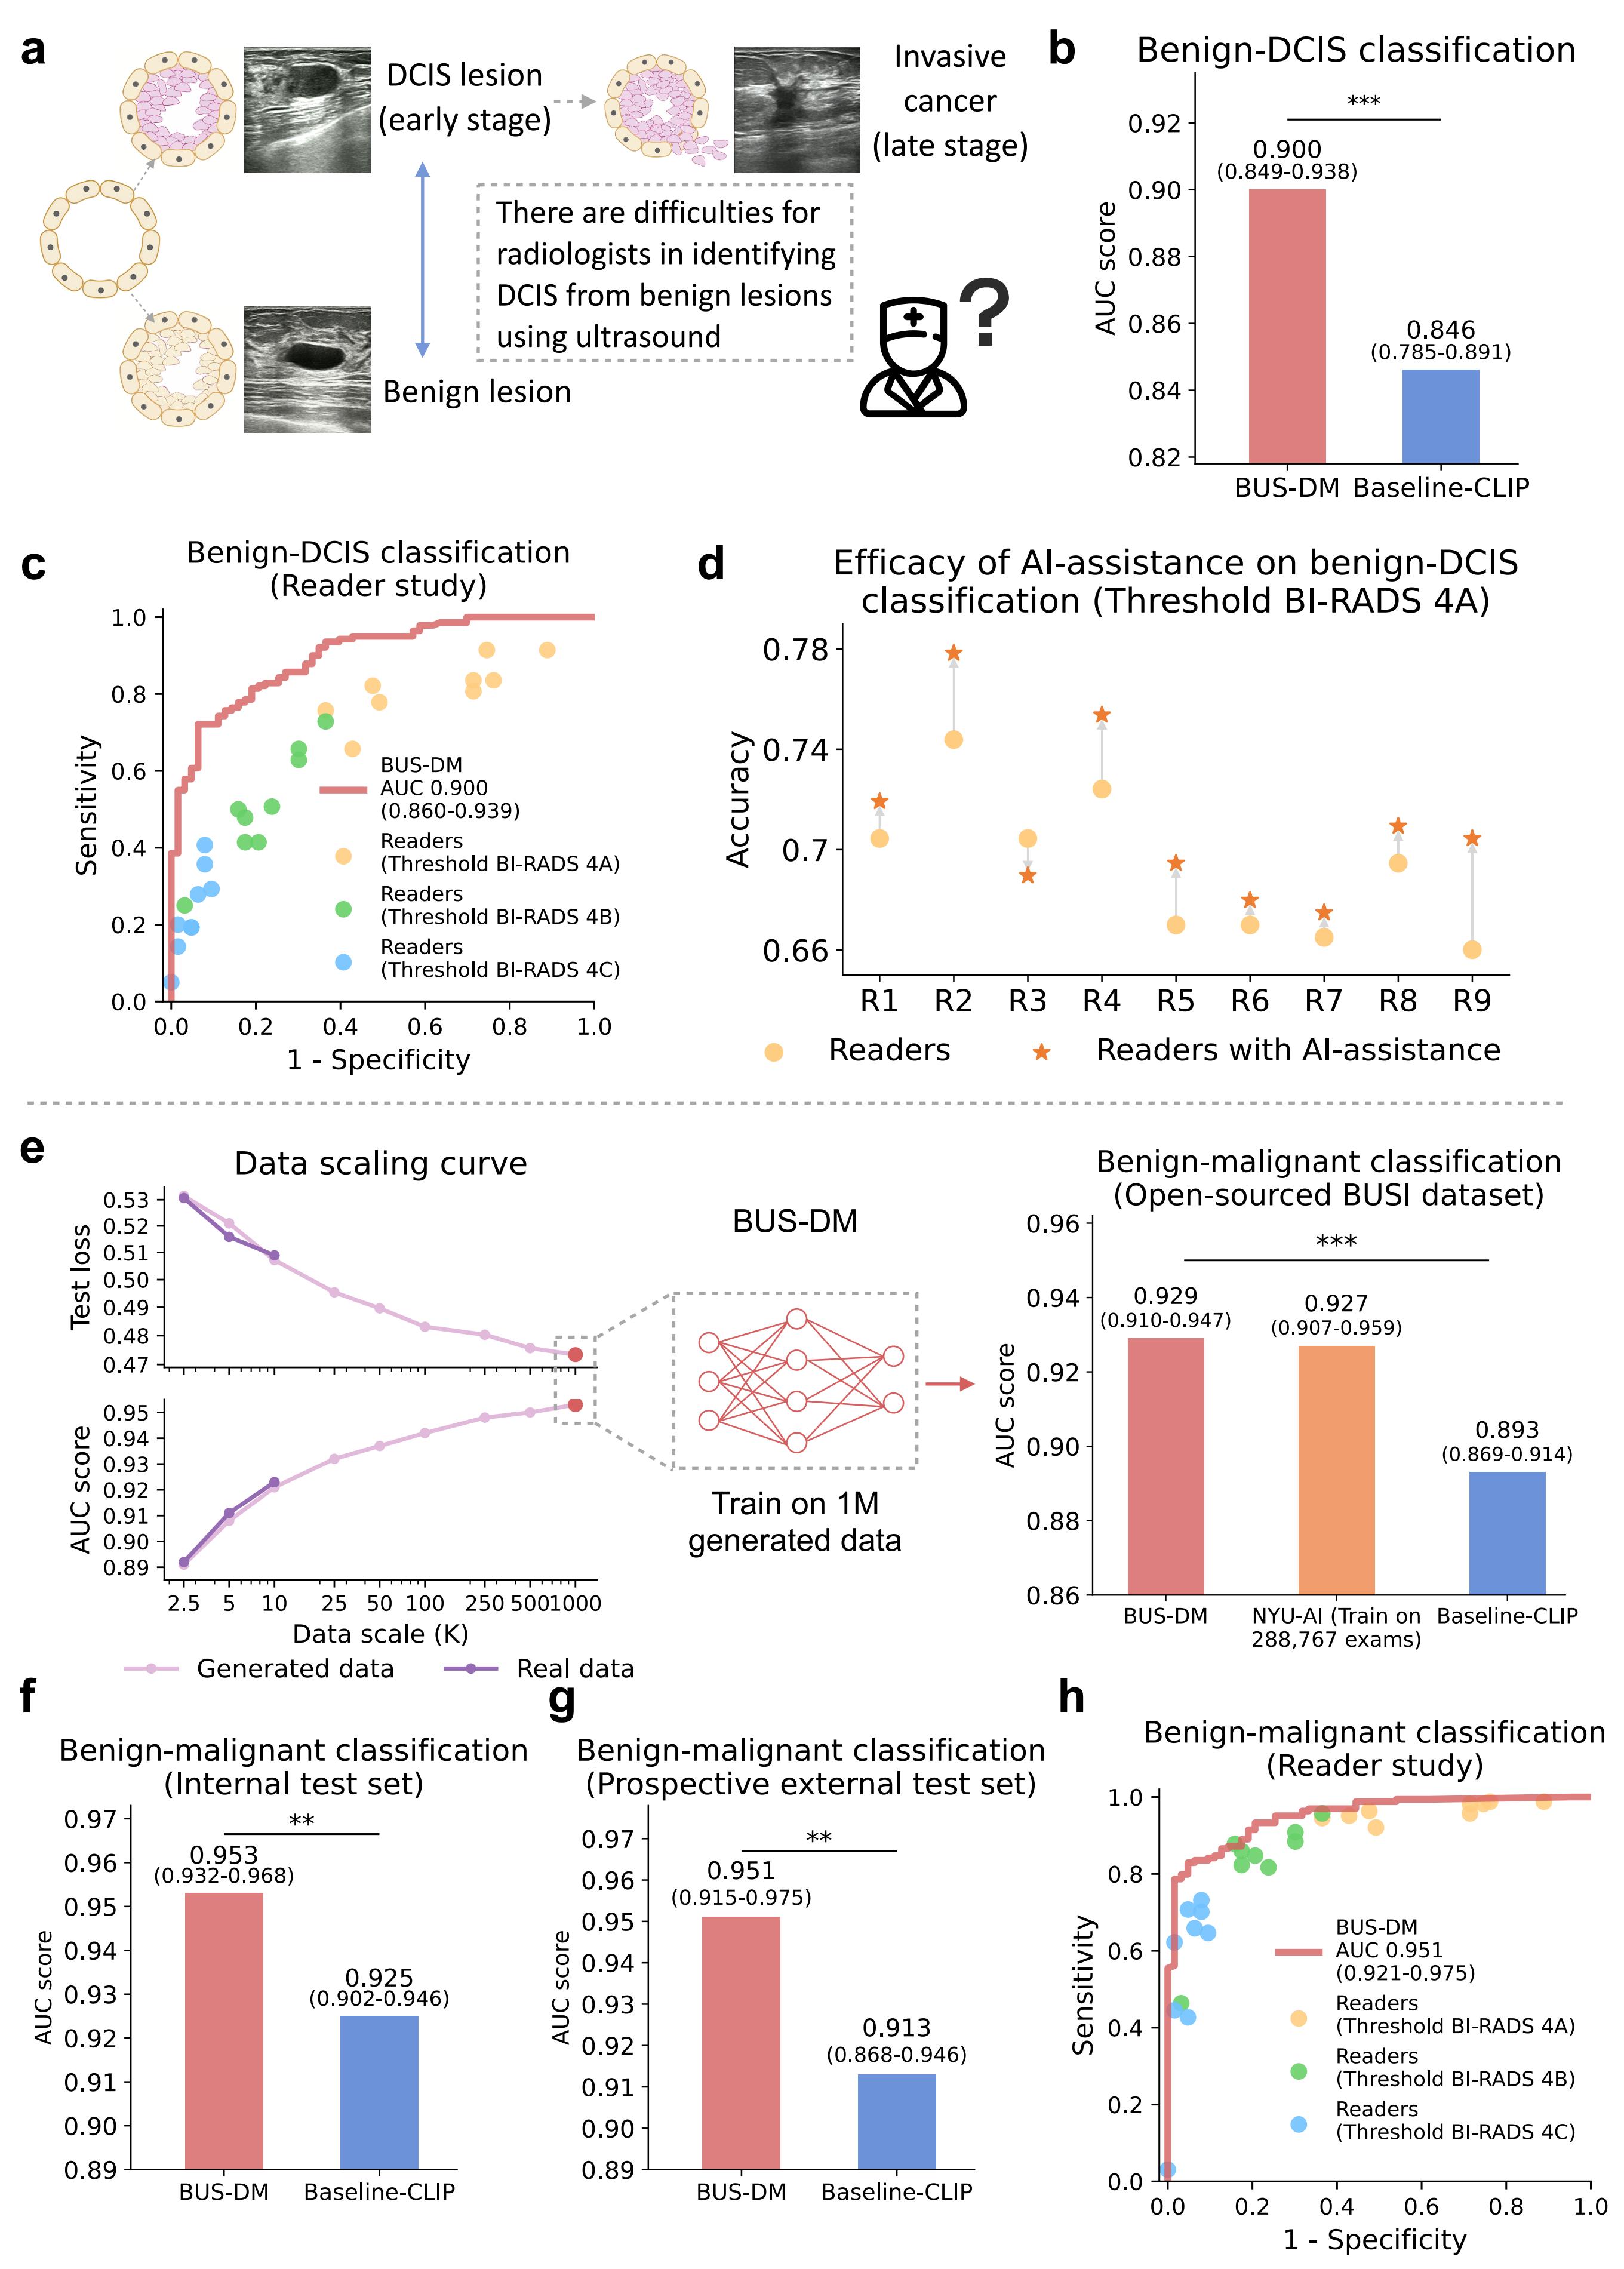 a
DCIS lesion
(early stage)
Invasive
cancer
(late stage)
There are difficulties for
radiologists in identifying
DCIS from benign lesions
using ultrasound
?
Benign lesion
b
Benign-DCIS classification
***
0.900
(0.849-0.938)
0.846
(0.785-0.891)
AUC score
0.92
0.90
0.88
0.86
0.84
0.82
BUS-DM
Baseline-CLIP
c
Benign-DCIS classification
(Reader study)
Sensitivity
1.0
0.8
0.6
0.4
0.2
0.0
BUS-DM
AUC 0.900
(0.860-0.939)
Readers
(Threshold BI-RADS 4A)
Readers
(Threshold BI-RADS 4B)
Readers
(Threshold BI-RADS 4C)
0.0 0.2 0.4 0.6 0.8 1.0
1 - Specificity
d
Efficacy of AI-assistance on benign-DCIS
classification (Threshold BI-RADS 4A)
Accuracy
0.78
0.74
0.7
0.66
R1 R2 R3 R4 R5 R6 R7 R8 R9
Readers
Readers with AI-assistance
e
Data scaling curve
Test loss
0.53
0.52
0.51
0.50
0.49
0.48
0.47
AUC score
0.95
0.94
0.93
0.92
0.91
0.90
0.89
2.5 5 10 25 50 100 250 500 1000
Data scale (K)
Generated data
Real data
BUS-DM
Train on 1M
generated data
Benign-malignant classification
(Open-sourced BUSI dataset)
***
0.929
(0.910-0.947)
0.927
(0.907-0.959)
0.893
(0.869-0.914)
AUC score
0.96
0.94
0.92
0.90
0.88
0.86
BUS-DM
NYU-AI (Train on
288,767 exams)
Baseline-CLIP
f
Benign-malignant classification
(Internal test set)
**
0.953
(0.932-0.968)
0.925
(0.902-0.946)
AUC score
0.97
0.96
0.95
0.94
0.93
0.92
0.91
0.90
0.89
BUS-DM
Baseline-CLIP
g
Benign-malignant classification
(Prospective external test set)
**
0.951
(0.915-0.975)
0.913
(0.868-0.946)
AUC score
0.97
0.96
0.95
0.94
0.93
0.92
0.91
0.90
0.89
BUS-DM
Baseline-CLIP
h
Benign-malignant classification
(Reader study)
Sensitivity
1.0
0.8
0.6
0.4
0.2
0.0
BUS-DM
AUC 0.951
(0.921-0.975)
Readers
(Threshold BI-RADS 4A)
Readers
(Threshold BI-RADS 4B)
Readers
(Threshold BI-RADS 4C)
0.0 0.2 0.4 0.6 0.8 1.0
1 - Specificity